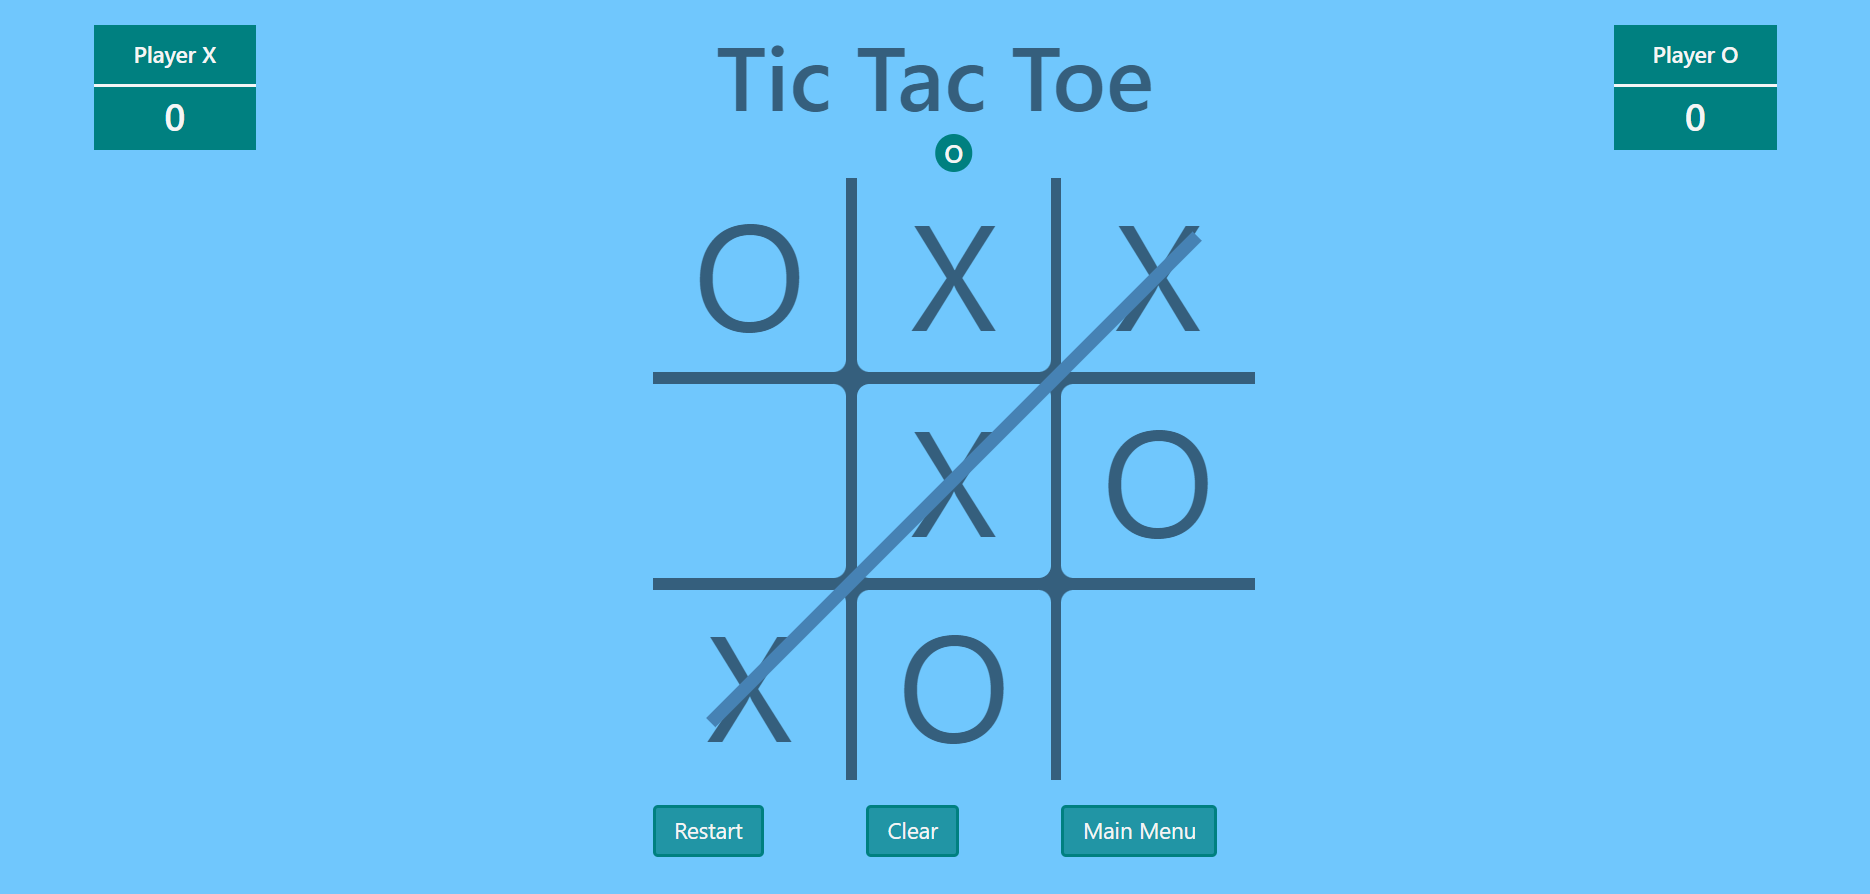 Player X
0
Tic Tac Toe
O
Player O
0
O X X
X O
X O
Restart Clear Main Menu